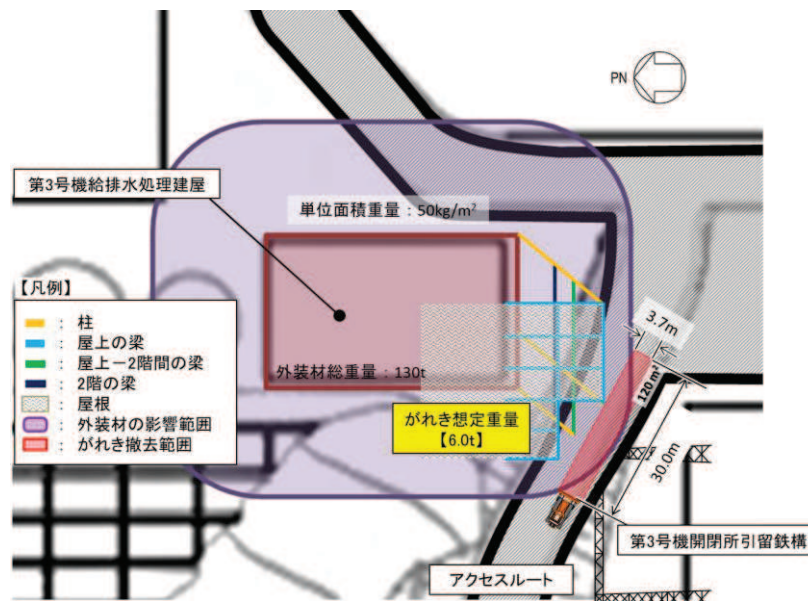 PN
第3号機給排水処理建屋
単位面積重量：50kg/m²
【凡例】
：柱
：屋上の梁
：屋上－2階間の梁
：2階の梁
：屋根
：外装材の影響範囲
：がれき撤去範囲
外装材総重量：130t
がれき想定重量
【6.0t】
3.7m
120m²
30.0m
第3号機開閉所引留鉄構
アクセスルート